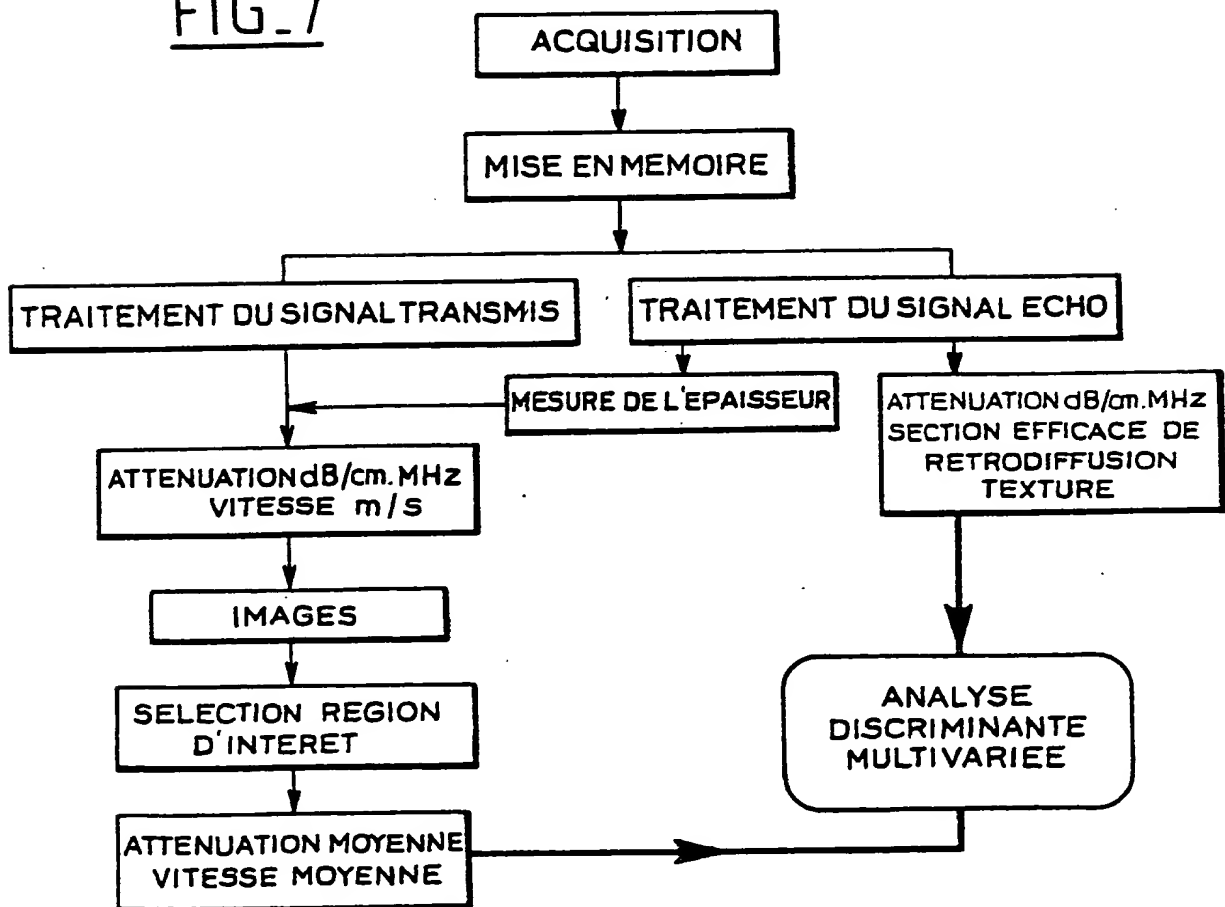 FIG_7
ACQUISITION
MISE EN MEMOIRE
TRAITEMENT DU SIGNAL TRANSMIS
TRAITEMENT DU SIGNAL ECHO
MESURE DE L'EPAISSEUR
ATTENUATION dB/cm.MHz
SECTION EFFICACE DE
RETRODIFFUSION
TEXTURE
ATTENUATION dB/cm.MHz
VITESSE m/s
IMAGES
SELECTION REGION
D'INTERET
ANALYSE
DISCRIMINANTE
MULTIVARIEE
ATTENUATION MOYENNE
VITESSE MOYENNE